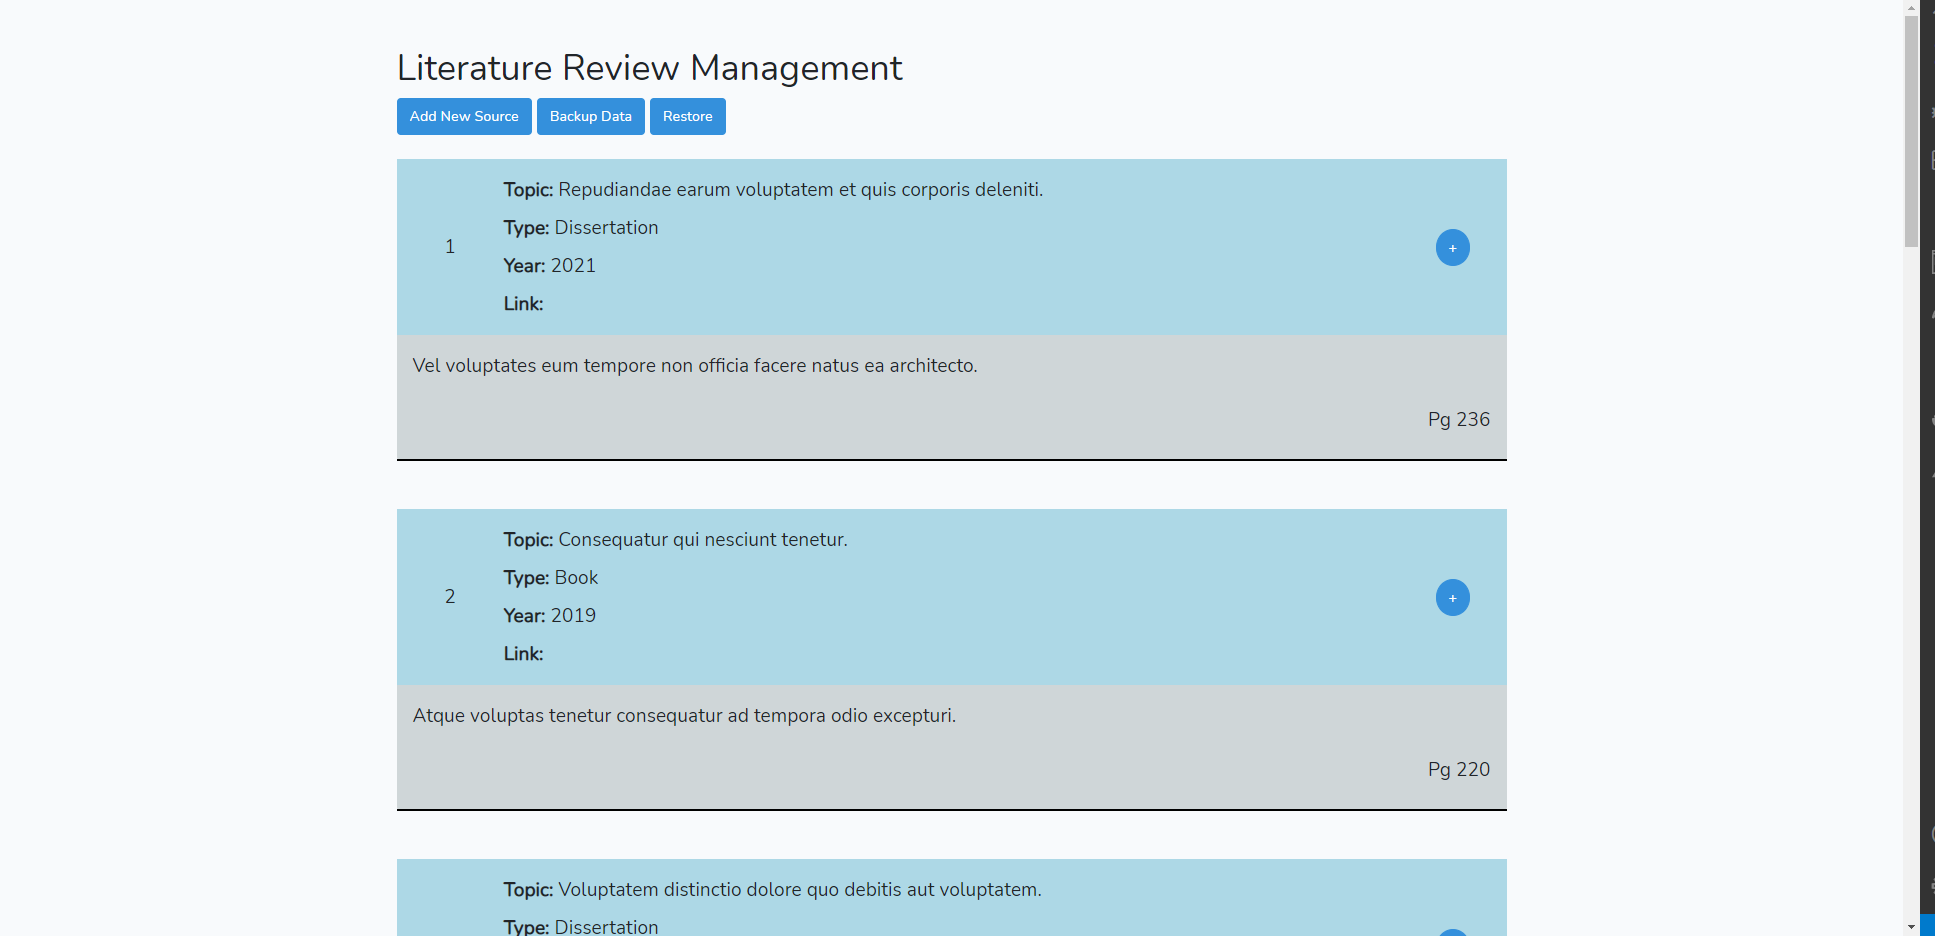 Literature Review Management
Add New Source Backup Data Restore
Topic: Repudiandae earum voluptatem et quis corporis deleniti.
Type: Dissertation
1
Year: 2021
Link:
+
Vel voluptates eum tempore non officia facere natus ea architecto.
Pg 236
Topic: Consequatur qui nesciunt tenetur.
Type: Book
2
Year: 2019
Link:
+
Atque voluptas tenetur consequatur ad tempora odio excepturi.
Pg 220
Topic: Voluptatem distinctio dolore quo debitis aut voluptatem.
Type: Dissertation